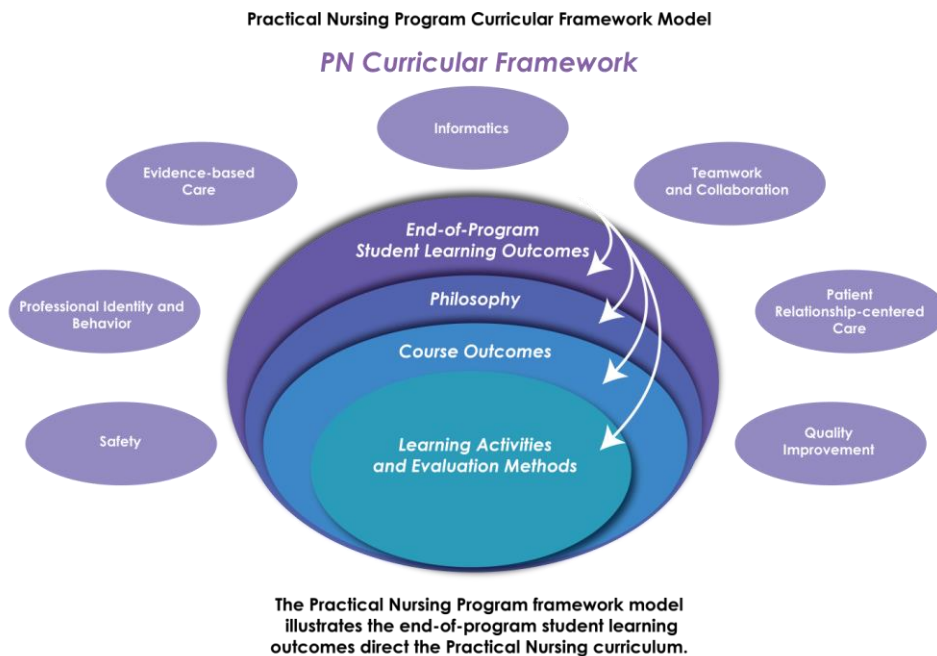 Practical Nursing Program Curricular Framework Model
PN Curricular Framework
Informatics
Evidence-based
Care
Teamwork
and Collaboration
End-of-Program
Student Learning Outcomes
Professional Identity and
Behavior
Philosophy
Patient
Relationship-centered
Care
Course Outcomes
Safety
Learning Activities
and Evaluation Methods
Quality
Improvement
The Practical Nursing Program framework model
illustrates the end-of-program student learning
outcomes direct the Practical Nursing curriculum.